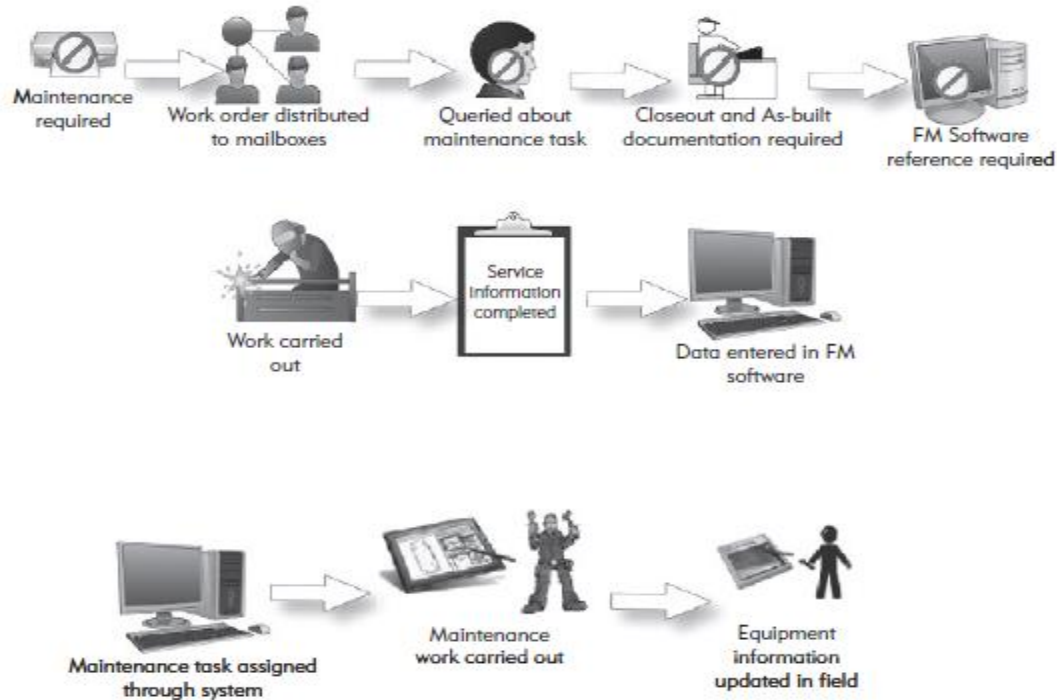 Maintenance
required
Work order distributed
to mailboxes
Queried about
maintenance task
Closeout and As-built
documentation required
FM Software
reference required
Work carried
out
Service
information
completed
Data entered in FM
software
Maintenance task assigned
through system
Maintenance
work carried out
Equipment
information
updated in field